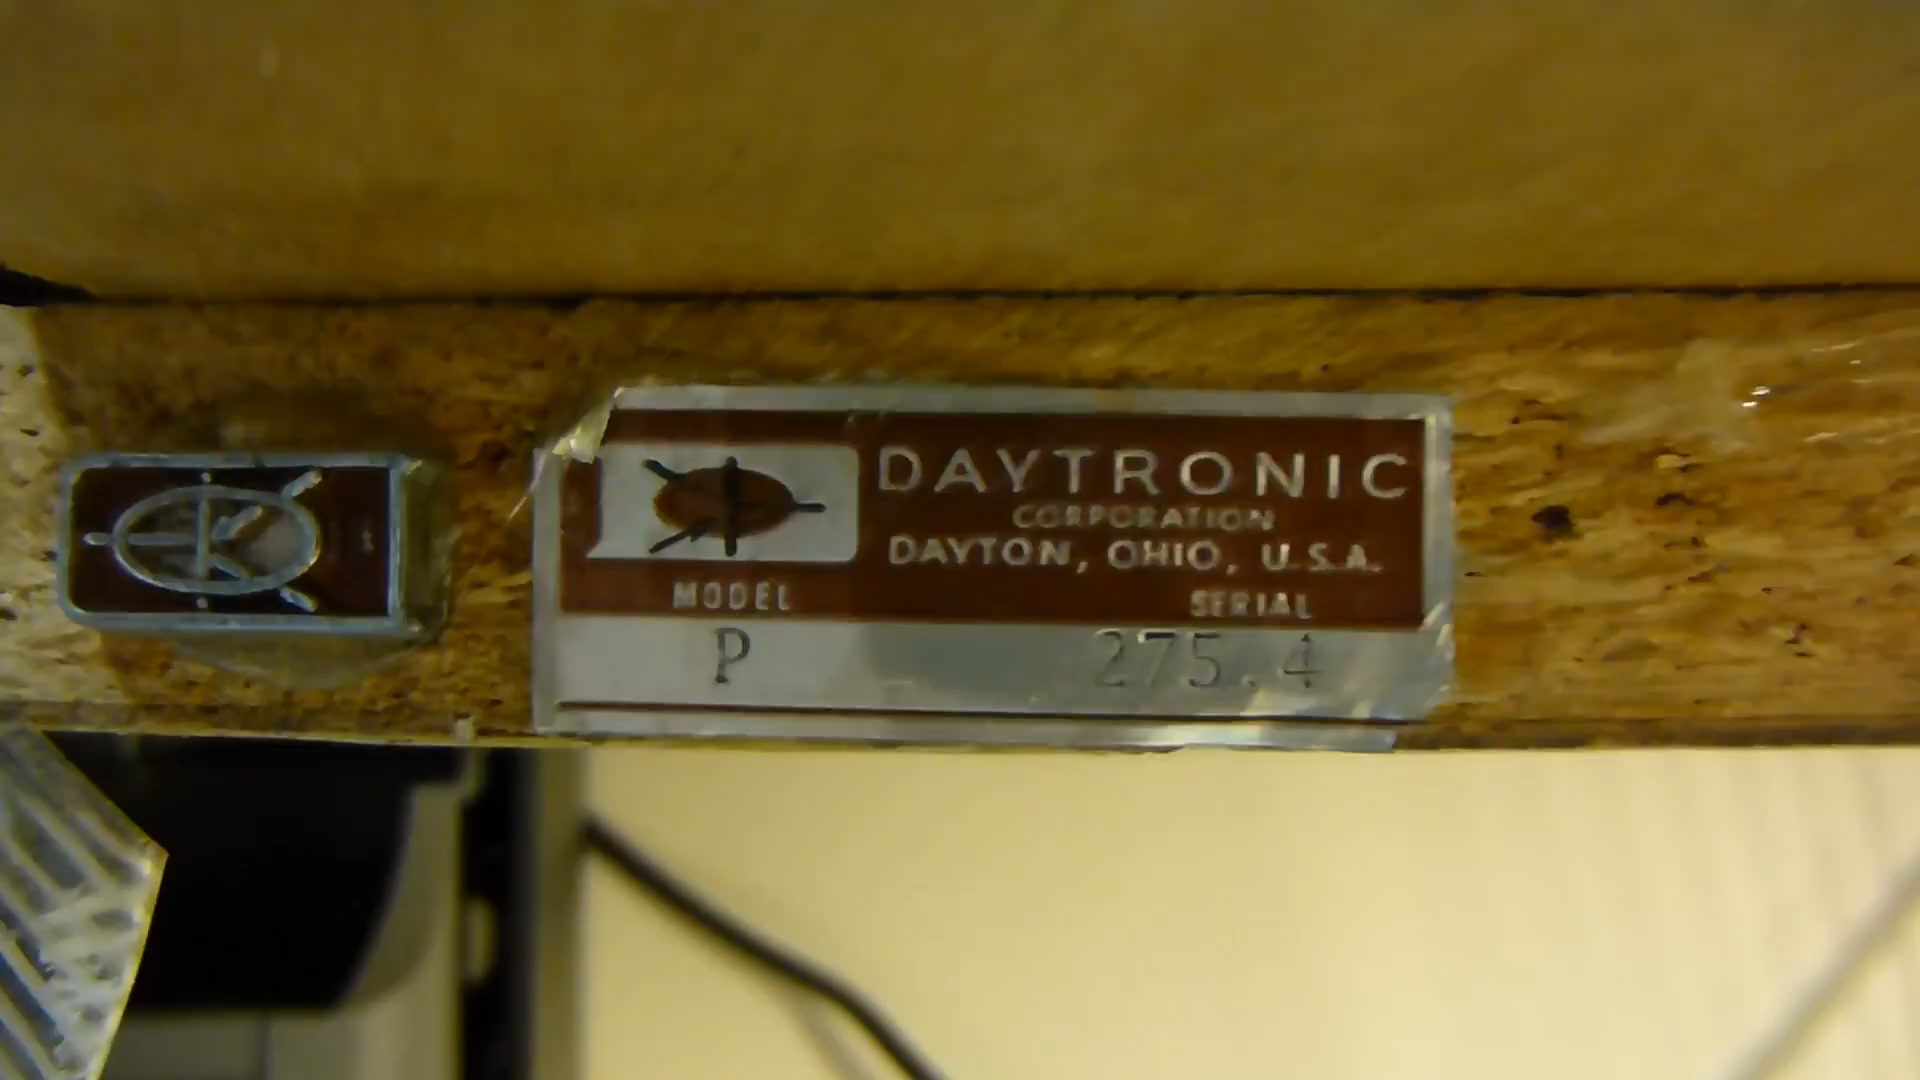 DAYTRONIC
CORPORATION
DAYTON, OHIO, U.S.A.
MODEL SERIAL
P 275.4